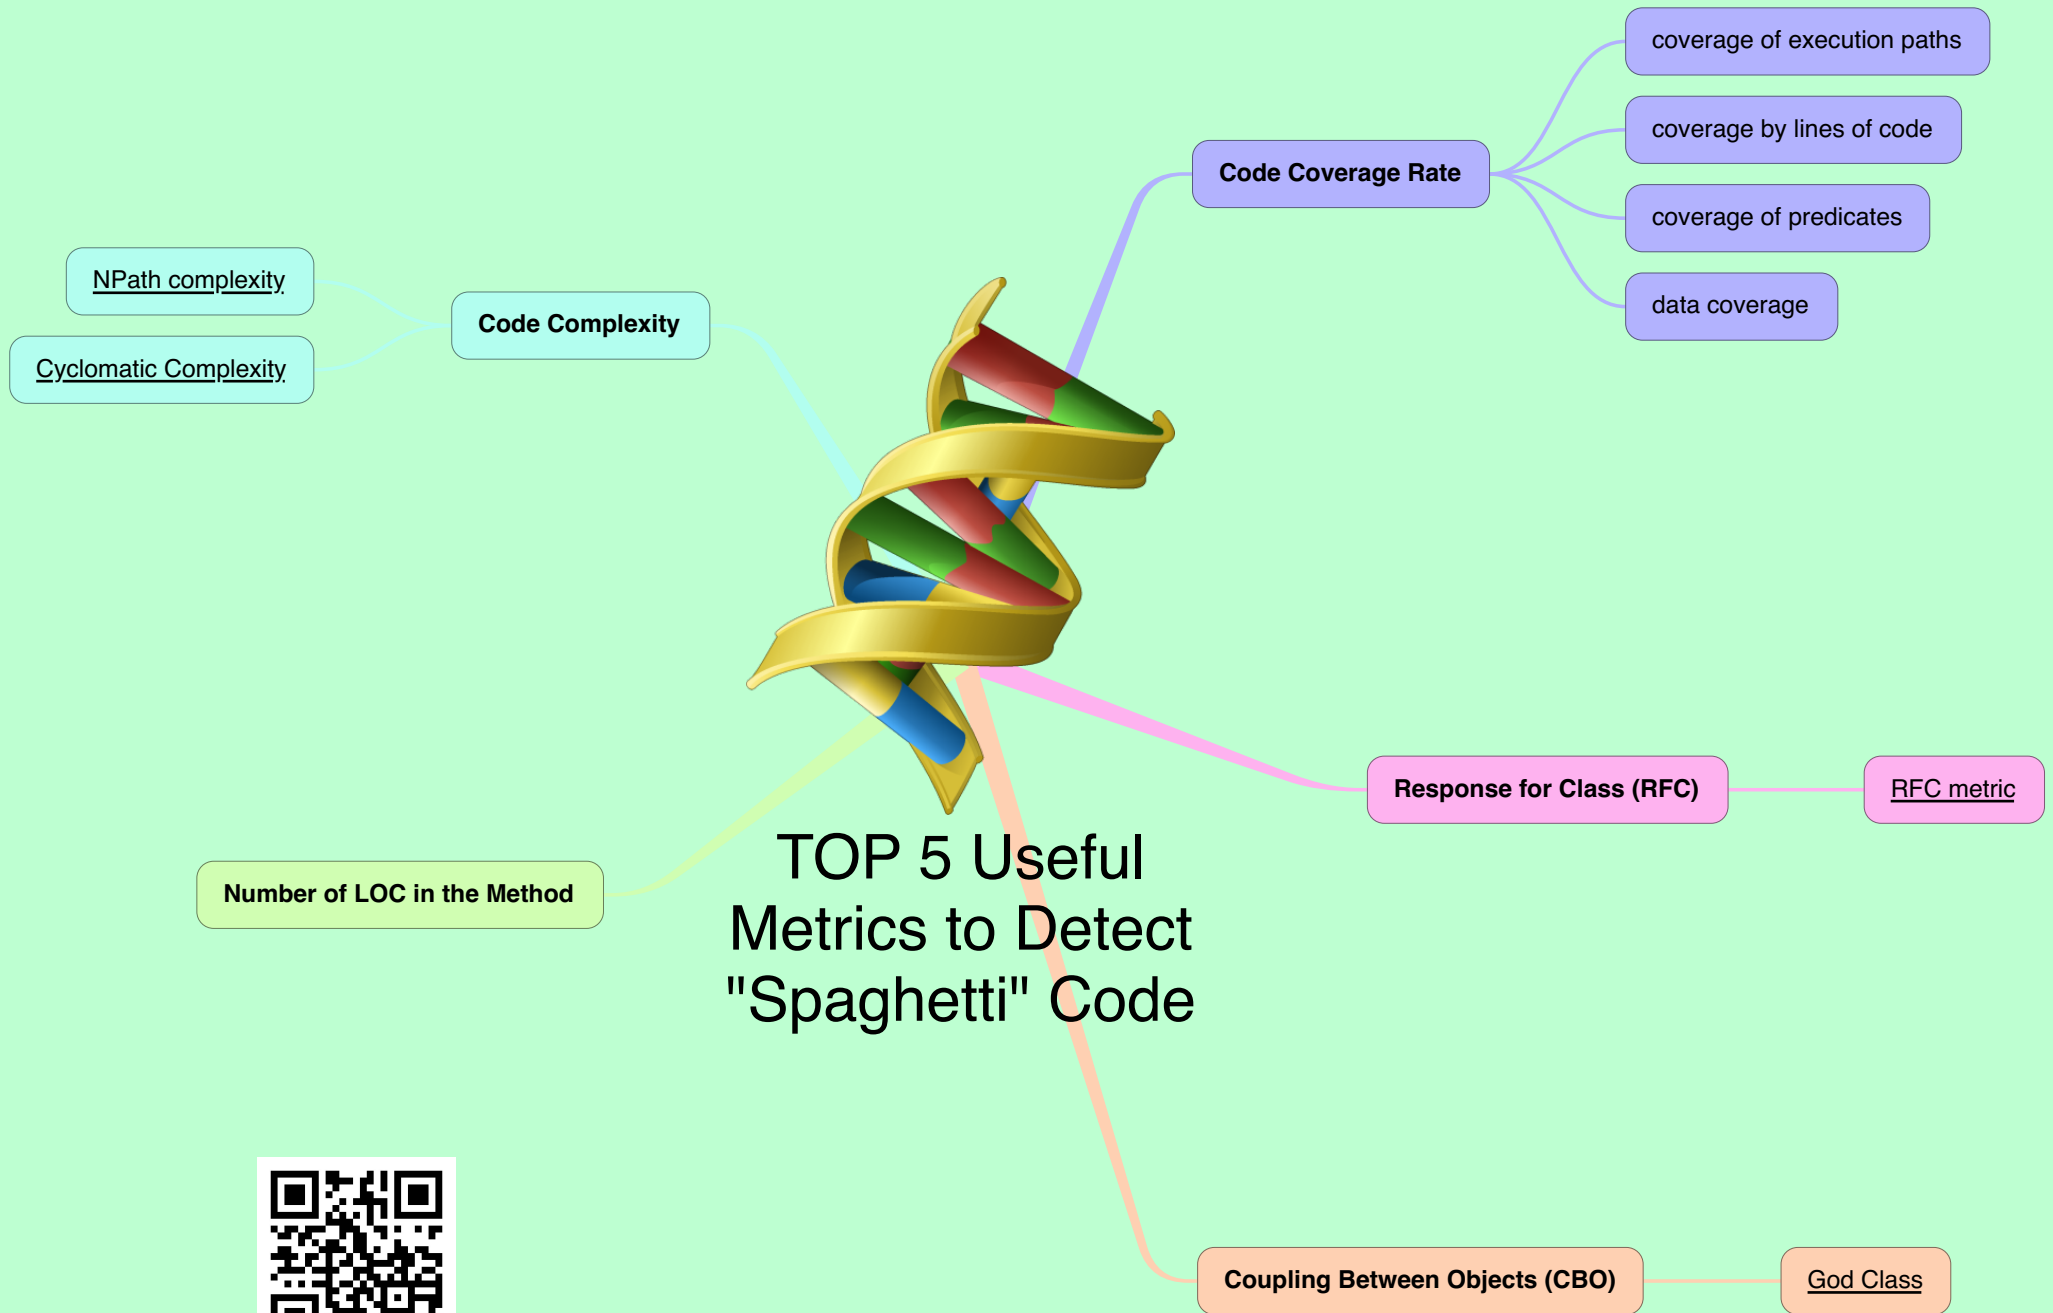 coverage of execution paths
coverage by lines of code
Code Coverage Rate
coverage of predicates
data coverage
NPath complexity
Code Complexity
Cyclomatic Complexity
Response for Class (RFC)
RFC metric
Number of LOC in the Method
TOP 5 Useful
Metrics to Detect
"Spaghetti" Code
Coupling Between Objects (CBO)
God Class